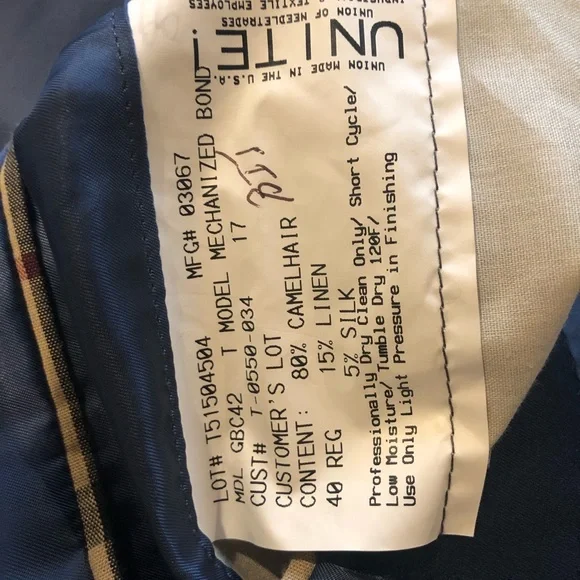 LOT# T51504504 MFG# 03067
MDL GBC42 T MODEL MECHANIZED BOND
CUST# T-0550-034 17
CUSTOMER'S LOT
CONTENT: 80% CAMELHAIR
15% LINEN
40 REG 5% SILK
Professionally Dry Clean Only/ Short Cycle/
Low Moisture/ Tumble Dry 120F/
Use Only Light Pressure in Finishing
UNION OF NEEDLETRADES
TEXTILE EMPLOYEES
UNITE!
UNION MADE IN THE U.S.A.